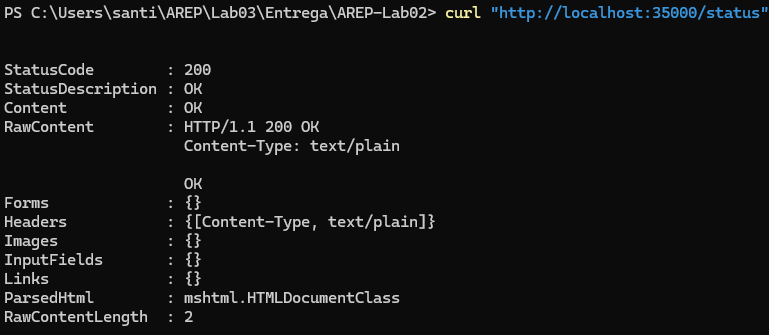 PS C:\Users\santi\AREP\Lab03\Entrega\AREP-Lab02> curl "http://localhost:35000/status"
StatusCode        : 200
StatusDescription : OK
Content           : OK
RawContent        : HTTP/1.1 200 OK
                    Content-Type: text/plain

                    OK
Forms             : {}
Headers           : {[Content-Type, text/plain]}
Images            : {}
InputFields       : {}
Links             : {}
ParsedHtml        : mshtml.HTMLDocumentClass
RawContentLength  : 2